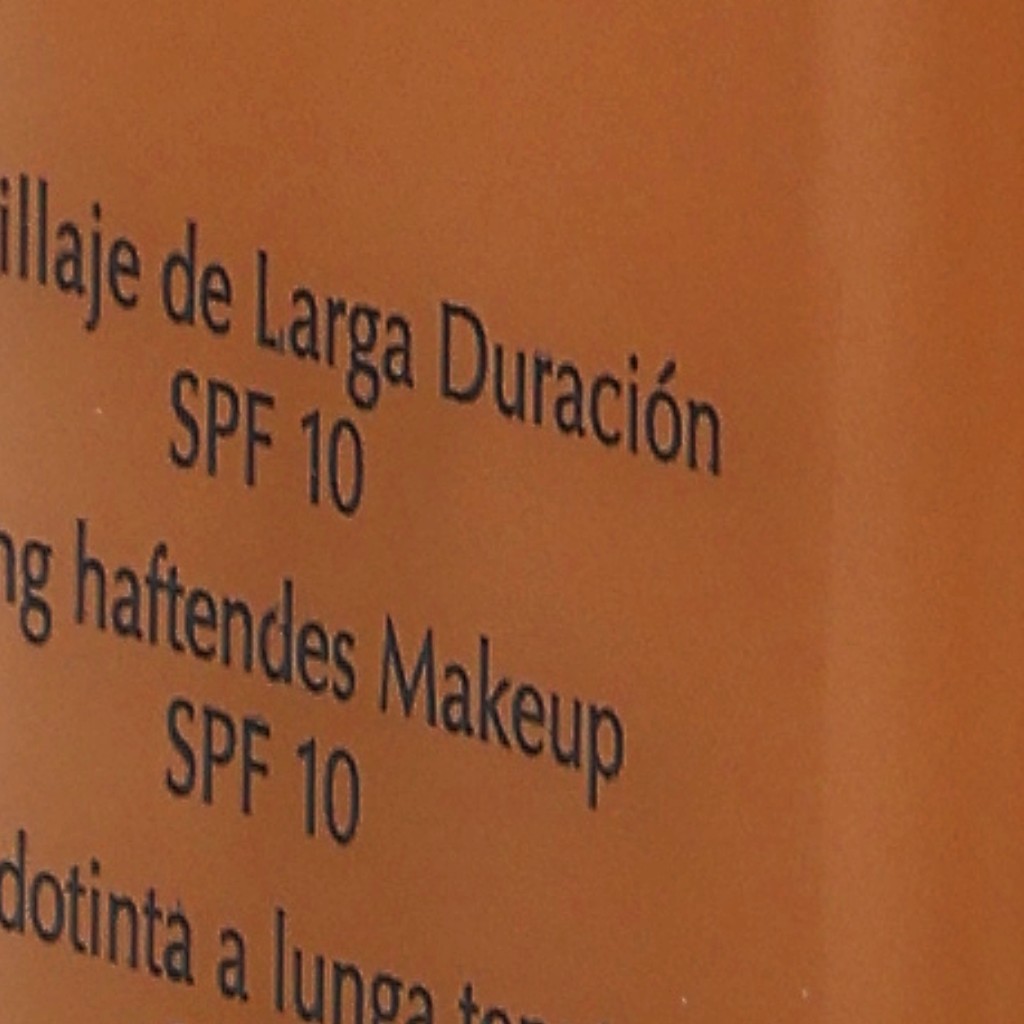 illaje de Larga Duración
SPF 10
ng haftendes Makeup
SPF 10
dotinta a lunga